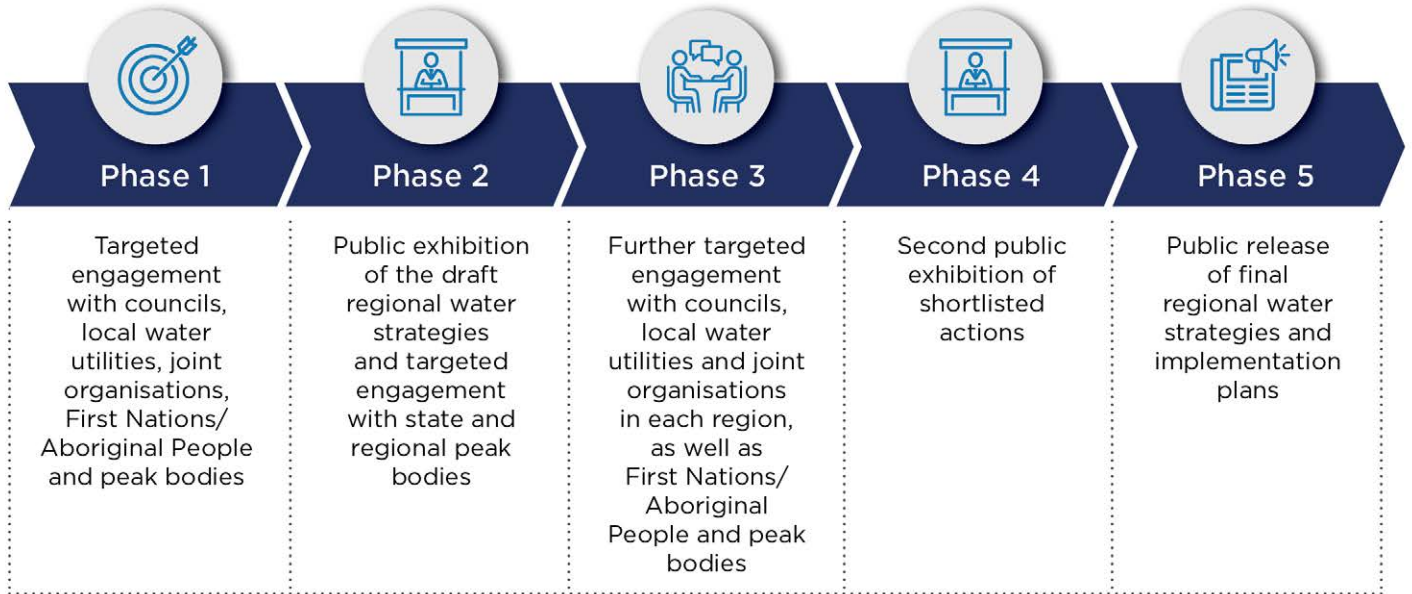 Phase 1
Targeted
engagement
with councils,
local water
utilities, joint
organisations,
First Nations/
Aboriginal People
and peak bodies
Phase 2
Public exhibition
of the draft
regional water
strategies
and targeted
engagement
with state and
regional peak
bodies
Phase 3
Further targeted
engagement
with councils,
local water
utilities and joint
organisations
in each region,
as well as
First Nations/
Aboriginal
People and peak
bodies
Phase 4
Second public
exhibition of
shortlisted
actions
Phase 5
Public release
of final
regional water
strategies and
implementation
plans